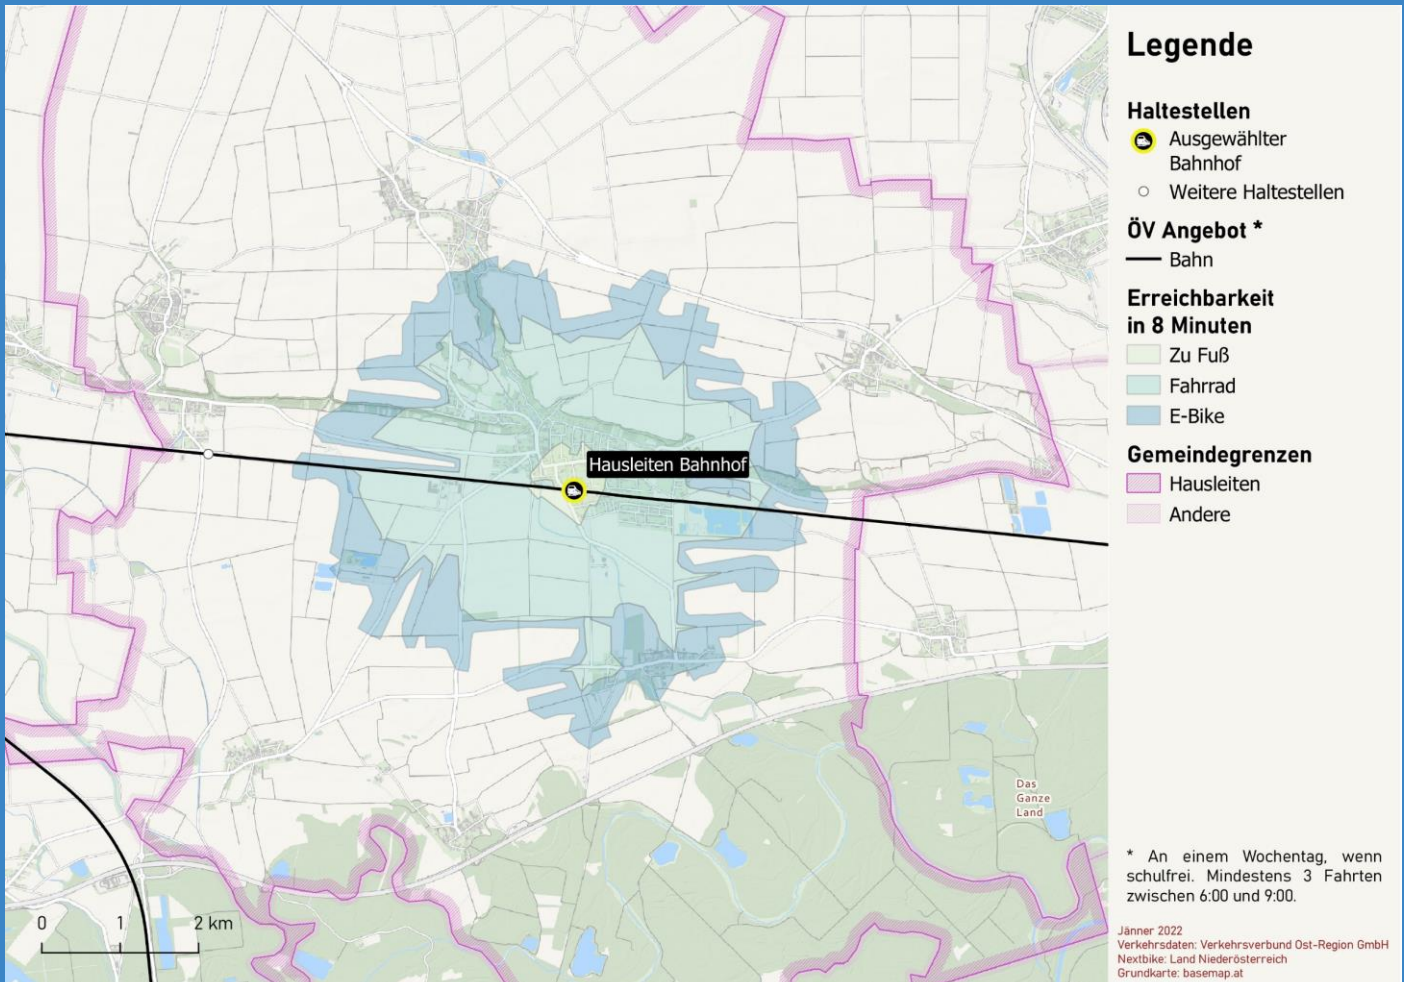 Hausleiten Bahnhof
Das
Ganze
Land
0 1 2 km
Legende
Haltestellen
Ausgewählter
Bahnhof
Weitere Haltestellen
ÖV Angebot *
Bahn
Erreichbarkeit
in 8 Minuten
Zu Fuß
Fahrrad
E-Bike
Gemeindegrenzen
Hausleiten
Andere
* An einem Wochentag, wenn
schulfrei. Mindestens 3 Fahrten
zwischen 6:00 und 9:00.
Jänner 2022
Verkehrsdaten: Verkehrsverbund Ost-Region GmbH
Nextbike: Land Niederösterreich
Grundkarte: basemap.at